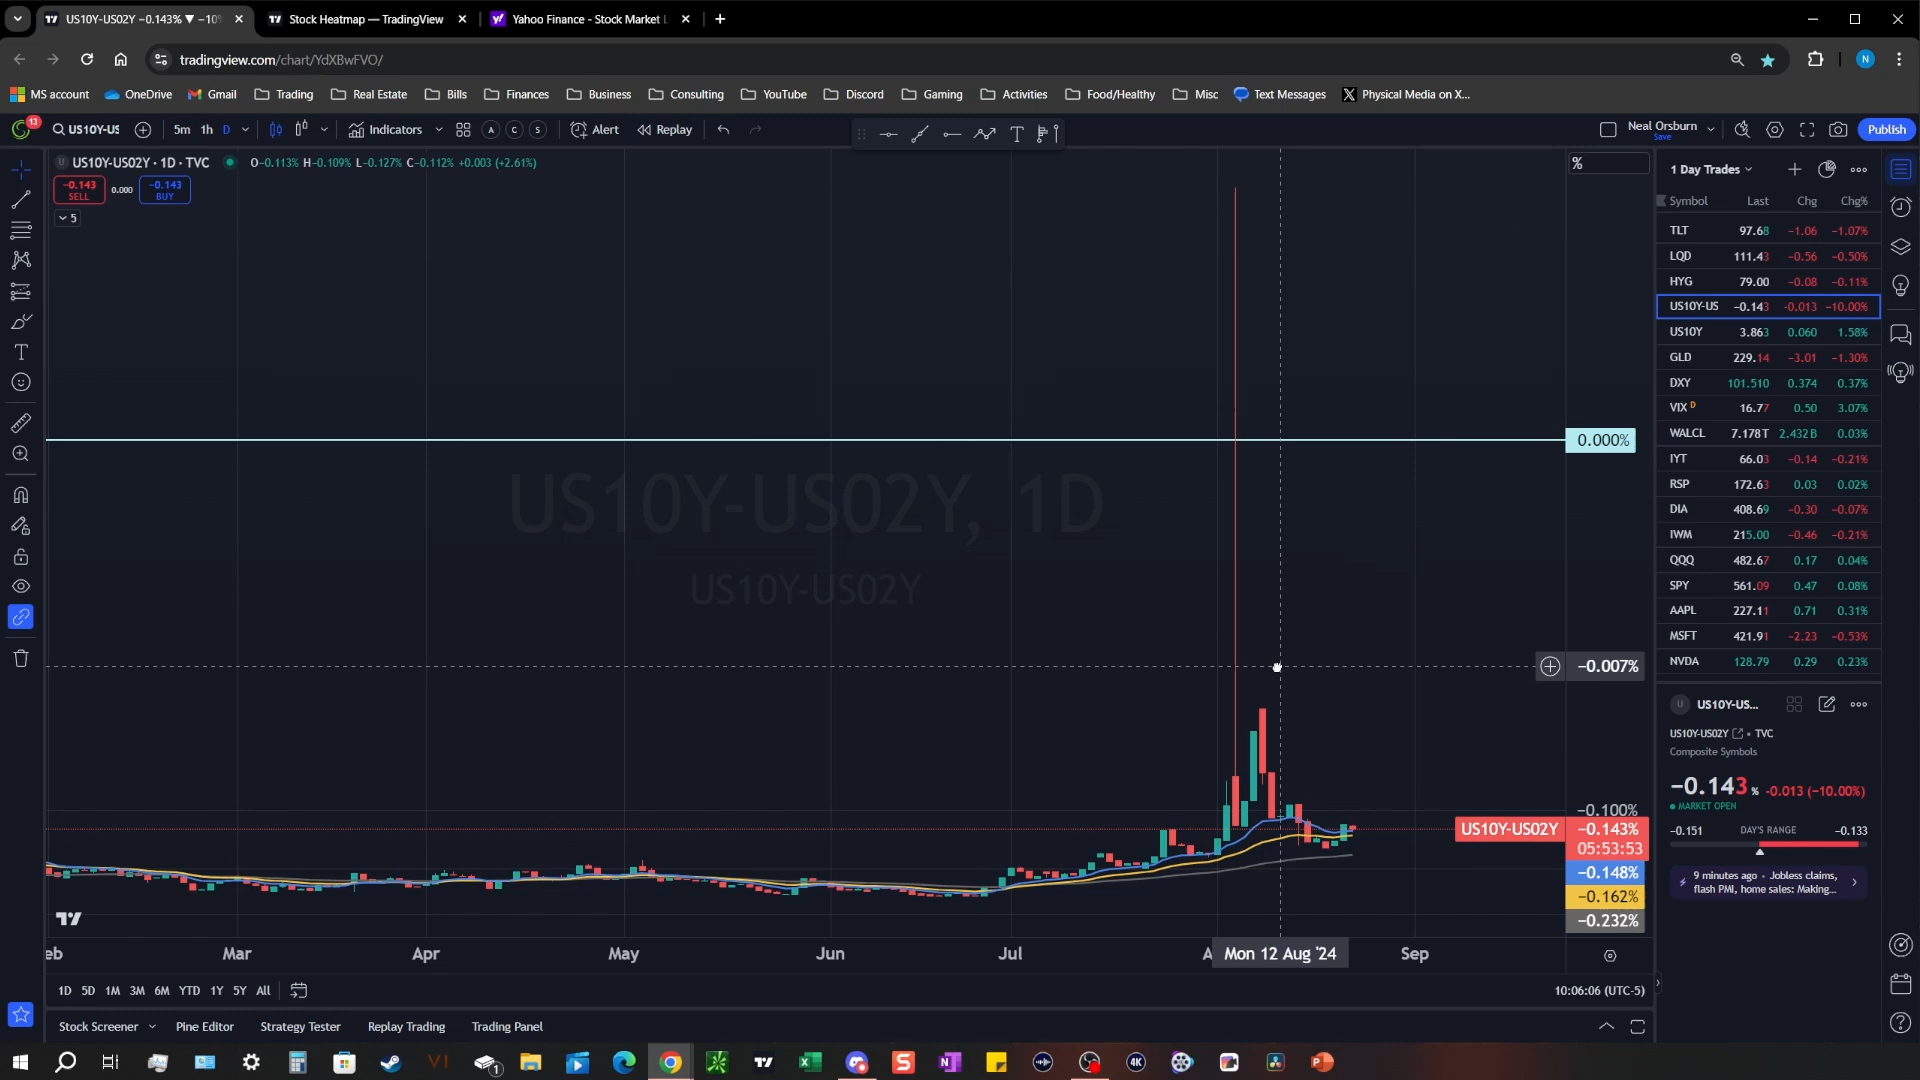 US10Y-US02Y −0.143% ▼ −10%
Stock Heatmap — TradingView
Yahoo Finance - Stock Market L
tradingview.com/chart/YdXBwFVO/
N
MS account
OneDrive
Gmail
Trading
Real Estate
Bills
Finances
Business
Consulting
YouTube
Discord
Gaming
Activities
Food/Healthy
Misc
Text Messages
Physical Media on X...
13
US10Y-US
5m 1h D
Indicators
A C S
Alert
Replay
Neal Orsburn
Save
Publish
US10Y-US02Y · 1D · TVC
O−0.113% H−0.109% L−0.127% C−0.112% +0.003 (+2.61%)
−0.143
SELL
0.000
−0.143
BUY
5
%
US10Y-US02Y, 1D
US10Y-US02Y
0.000%
−0.007%
−0.100%
US10Y-US02Y −0.143%
05:53:53
−0.148%
−0.162%
−0.232%
eb Mar Apr May Jun Jul A Mon 12 Aug '24 Sep
1D 5D 1M 3M 6M YTD 1Y 5Y All
10:06:06 (UTC-5)
Stock Screener Pine Editor Strategy Tester Replay Trading Trading Panel
1 Day Trades
Symbol Last Chg Chg%
TLT 97.68 −1.06 −1.07%
LQD 111.43 −0.56 −0.50%
HYG 79.00 −0.08 −0.11%
US10Y-US −0.143 −0.013 −10.00%
US10Y 3.863 0.060 1.58%
GLD 229.14 −3.01 −1.30%
DXY 101.510 0.374 0.37%
VIX D 16.77 0.50 3.07%
WALCL 7.178T 2.432B 0.03%
IYT 66.03 −0.14 −0.21%
RSP 172.63 0.03 0.02%
DIA 408.69 −0.30 −0.07%
IWM 215.00 −0.46 −0.21%
QQQ 482.67 0.17 0.04%
SPY 561.09 0.47 0.08%
AAPL 227.11 0.71 0.31%
MSFT 421.91 −2.23 −0.53%
NVDA 128.79 0.29 0.23%
U US10Y-US...
US10Y-US02Y • TVC
Composite Symbols
−0.143 % −0.013 (−10.00%)
MARKET OPEN
−0.151 DAY'S RANGE −0.133
9 minutes ago • Jobless claims,
flash PMI, home sales: Making...